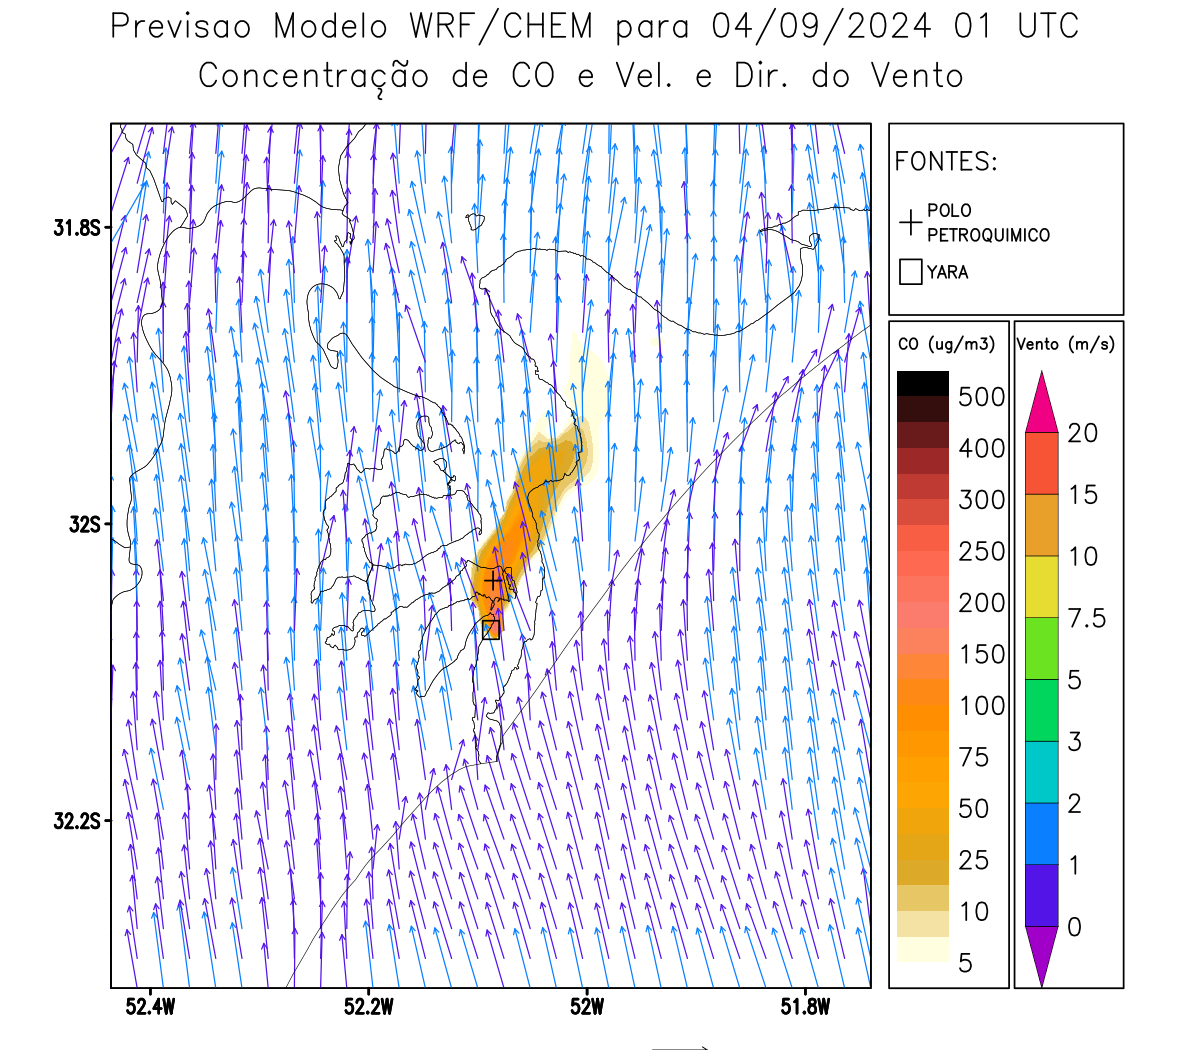 Previsao Modelo WRF/CHEM para 04/09/2024 01 UTC
Concentração de CO e Vel. e Dir. do Vento
FONTES:
POLO
PETROQUIMICO
YARA
CO (ug/m3)
500
400
300
250
200
150
100
75
50
25
10
5
Vento (m/s)
20
15
10
7.5
5
3
2
1
0
31.8S
32S
32.2S
52.4W
52.2W
52W
51.8W